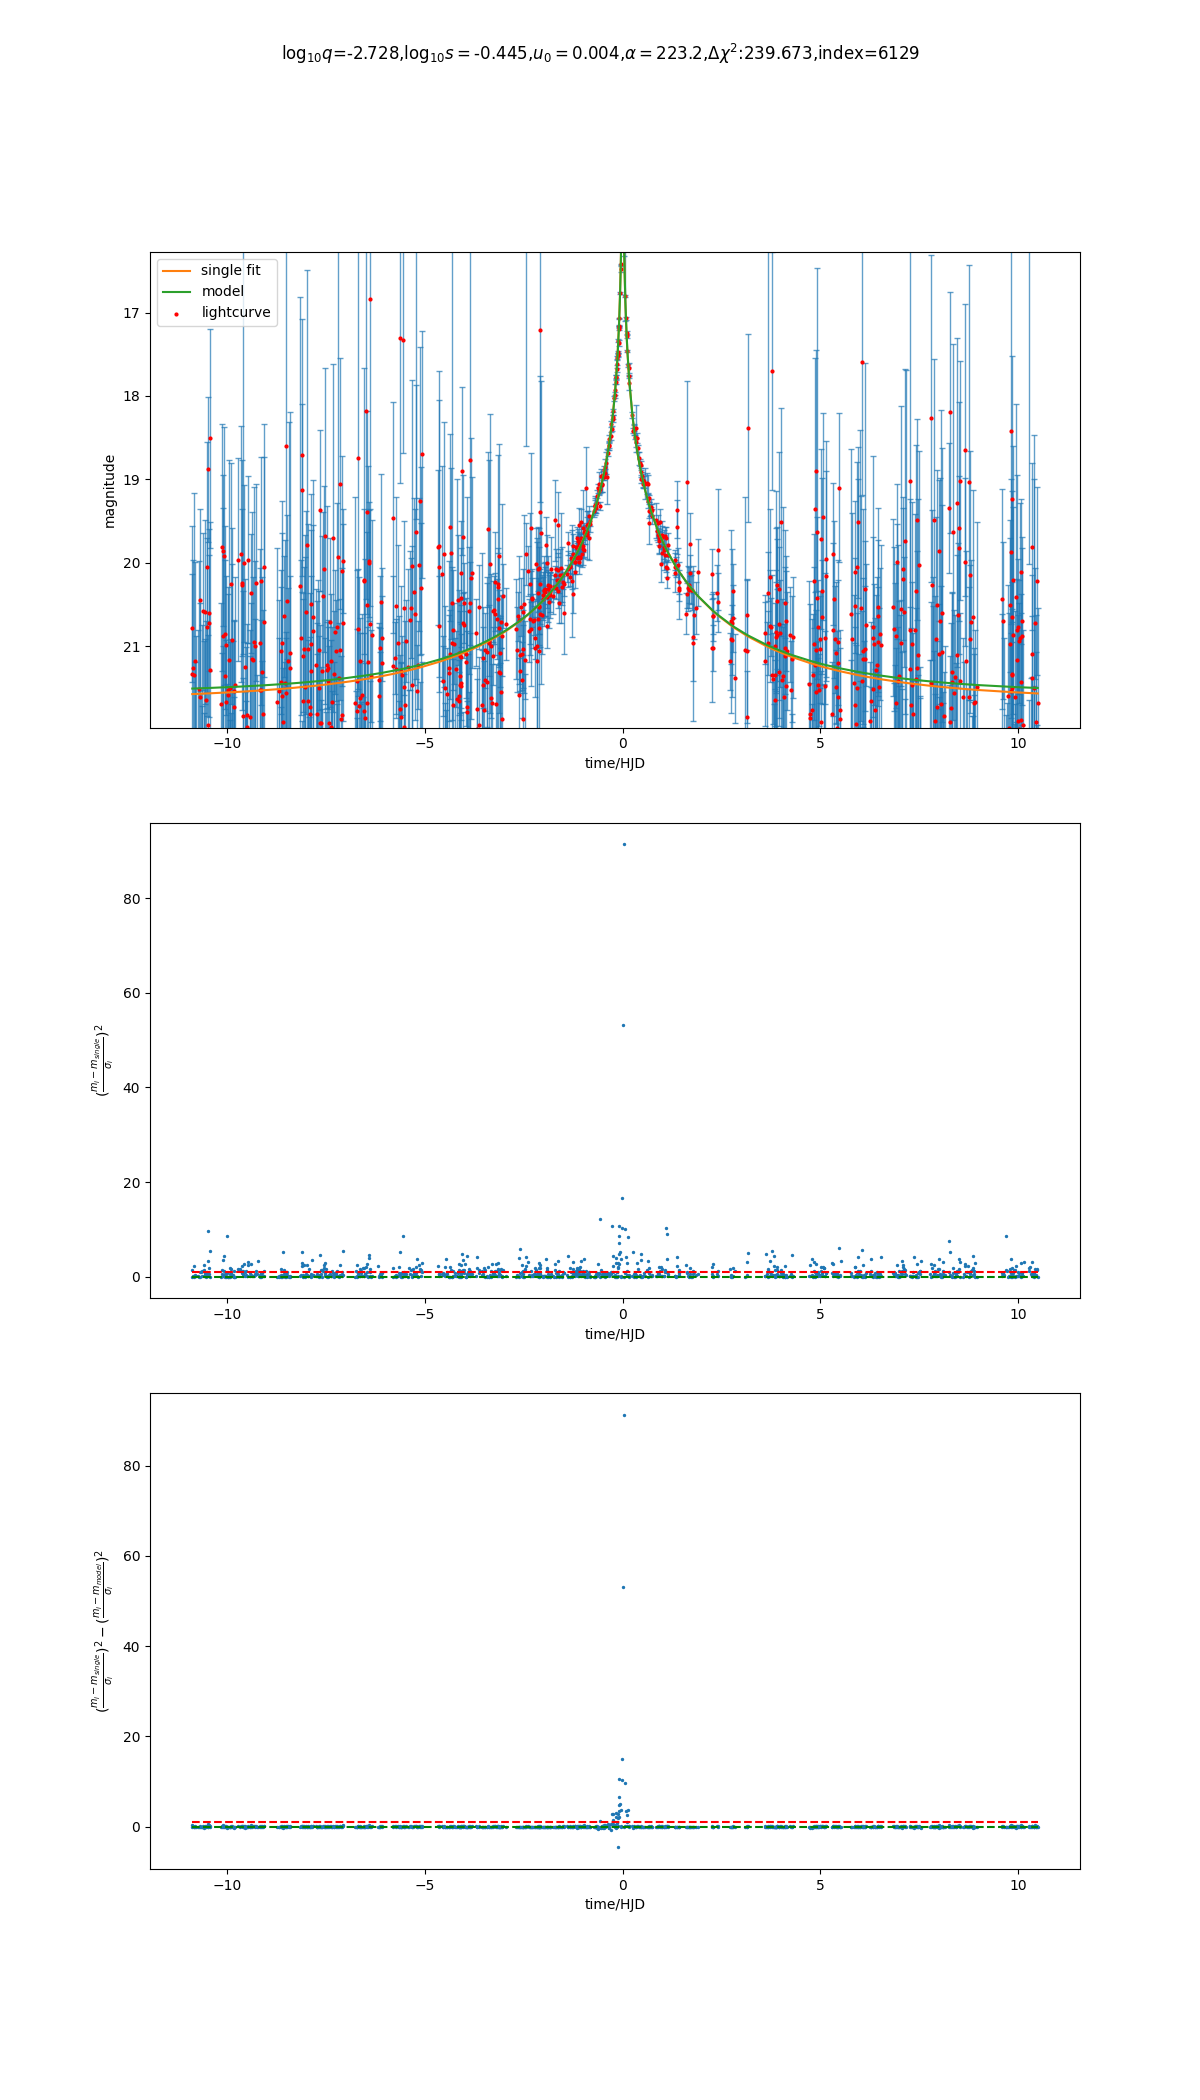 log₁₀q=-2.728,log₁₀s = -0.445,u₀ = 0.004,α = 223.2,Δχ²:239.673,index=6129
single fit
model
lightcurve
magnitude
17
18
19
20
21
−10 −5 0 5 10
time/HJD
(mᵢ − m_single / σᵢ)²
80
60
40
20
0
−10 −5 0 5 10
time/HJD
(mᵢ − m_single / σᵢ)² − (mᵢ − m_model / σᵢ)²
80
60
40
20
0
−10 −5 0 5 10
time/HJD